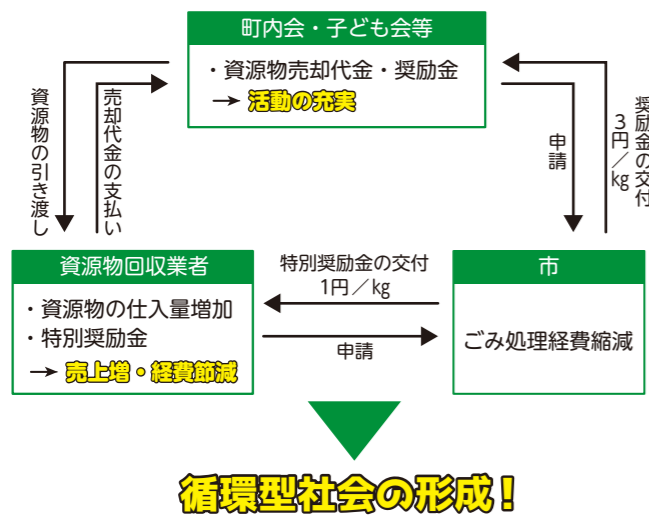 町内会・子ども会等
・資源物売却代金・奨励金
→ 活動の充実
資源物の引き渡し
売却代金の支払い
申請
奨励金の交付
3円／kg
資源物回収業者
・資源物の仕入量増加
・特別奨励金
→ 売上増・経費節減
特別奨励金の交付
1円／kg
申請
市
ごみ処理経費縮減
循環型社会の形成！